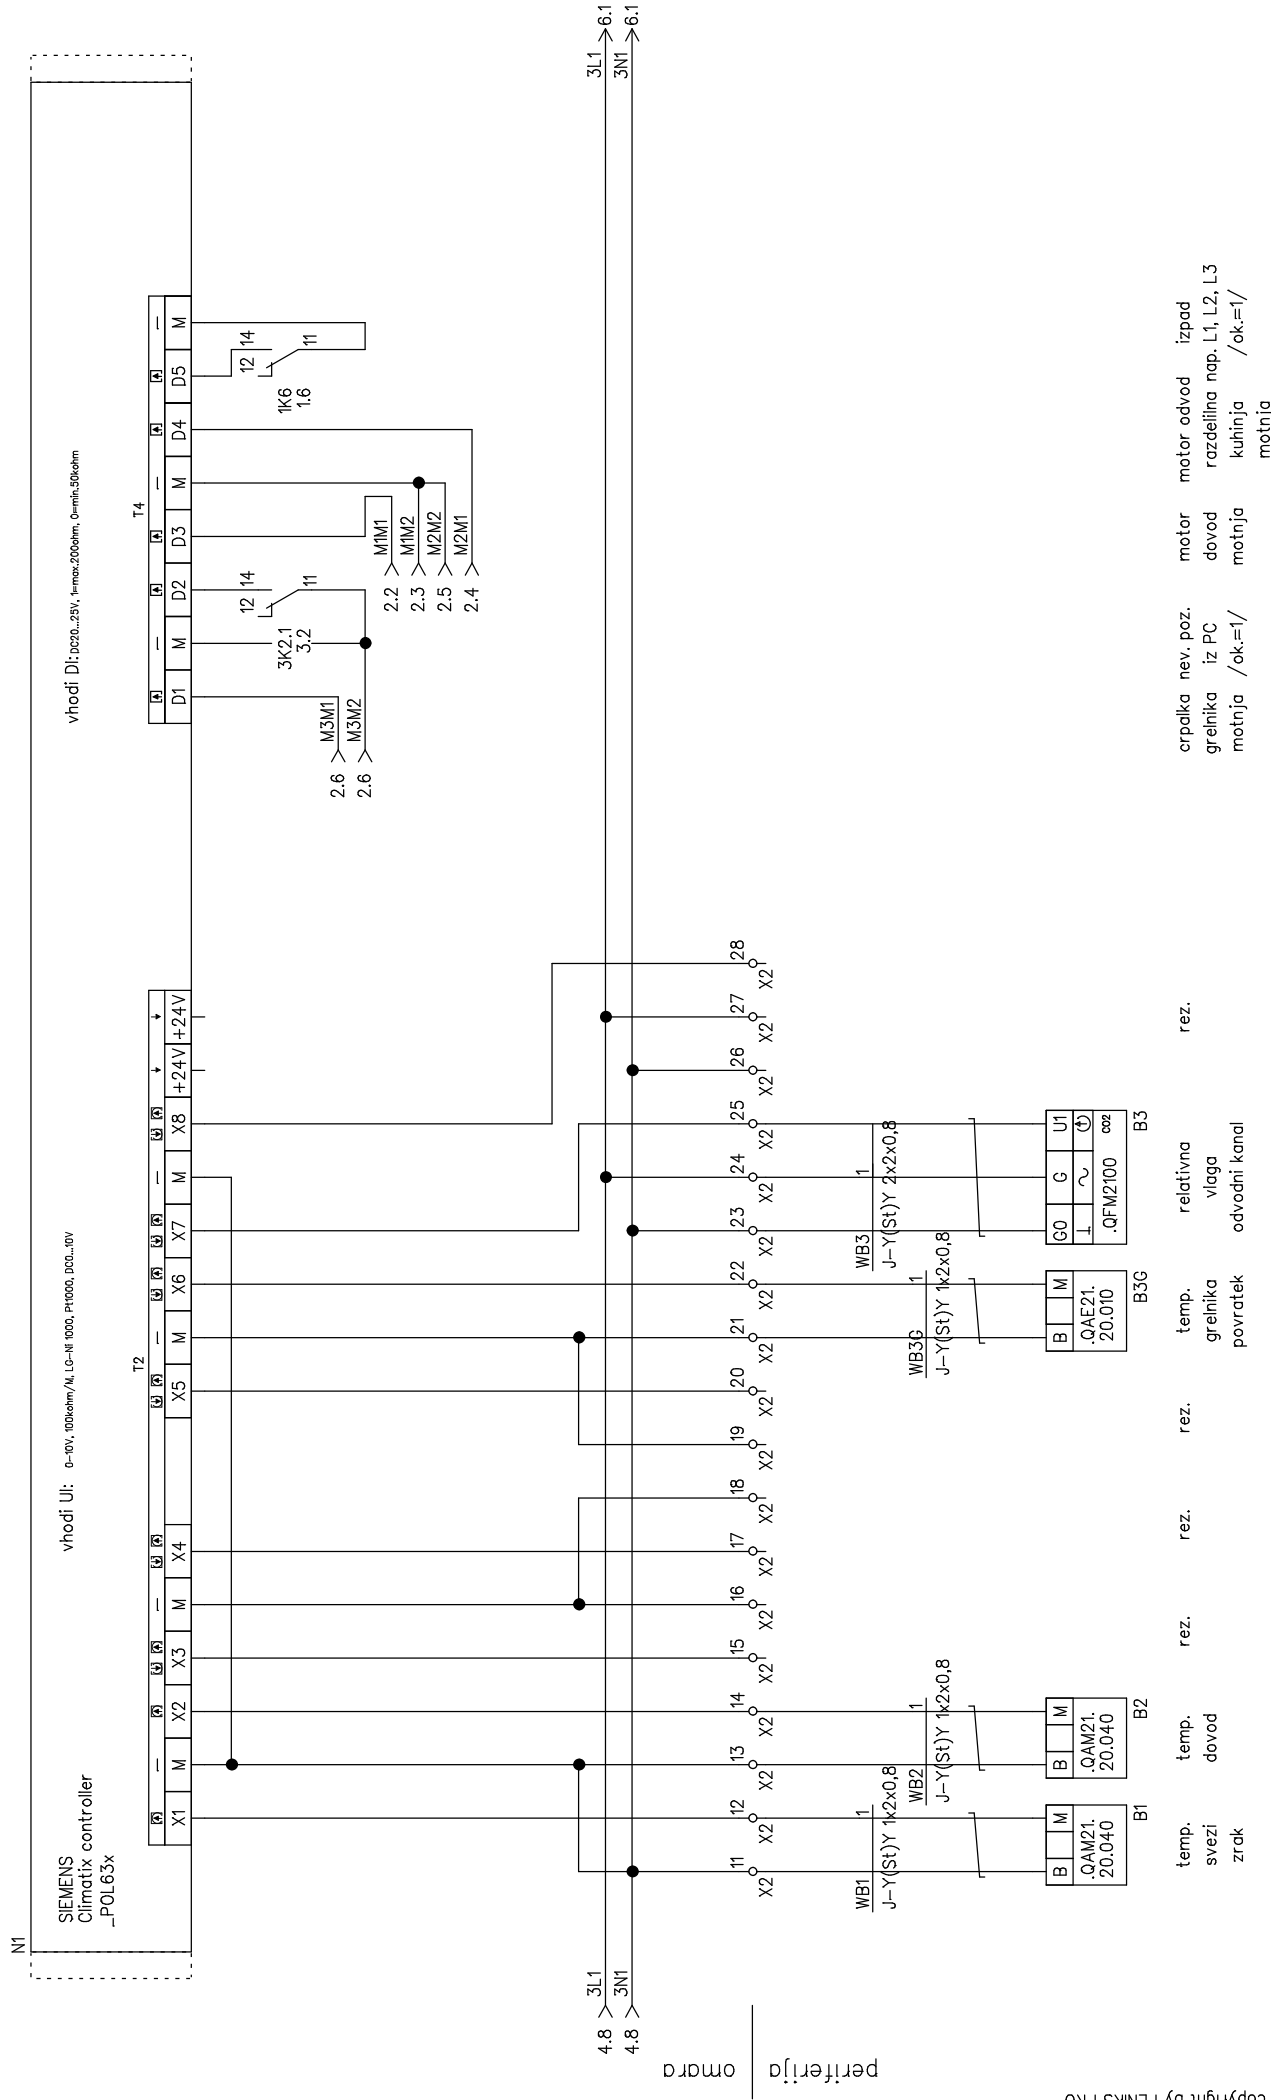 N1
SIEMENS
Climatix controller
_POL63x
vhodi UI: 0-10V, 100kohm/M, LG-NI 1000, Pt1000, DC0...10V
vhodi DI: DC20...25V, 1=max.200ohm, 0=min.50kohm
T2
T4
X1 M X2 X3 M X4 X5 M X6 X7 M X8 +24V +24V
D1 M D2 D3 M D4 D5 M
12 14
11
3K2.1
3.2
12 14
11
1K6
1.6
2.6 M3M1
2.6 M3M2
2.2 M1M1
2.3 M1M2
2.5 M2M2
2.4 M2M1
4.8 3L1
3L1 6.1
4.8 3N1
3N1 6.1
omara
periferija
11 12 13 14 15 16 17 18 19 20 21 22 23 24 25 26 27 28
X2 X2 X2 X2 X2 X2 X2 X2 X2 X2 X2 X2 X2 X2 X2 X2 X2 X2
WB1 1
J-Y(St)Y 1x2x0,8
WB2 1
J-Y(St)Y 1x2x0,8
WB3G 1
J-Y(St)Y 1x2x0,8
WB3 1
J-Y(St)Y 2x2x0,8
B M
.QAM21.
20.040
B1
B M
.QAM21.
20.040
B2
B M
.QAE21.
20.010
B3G
G0 G U1
.QFM2100 CO2
B3
temp.
svezi
zrak
temp.
dovod
rez.
rez.
rez.
temp.
grelnika
povratek
relativna
vlaga
odvodni kanal
rez.
crpalka
grelnika
motnja
nev. poz.
iz PC
/ok.=1/
motor
dovod
motnja
motor odvod
razdelilna nap. L1, L2, L3
kuhinja
motnja
izpad
/ok.=1/